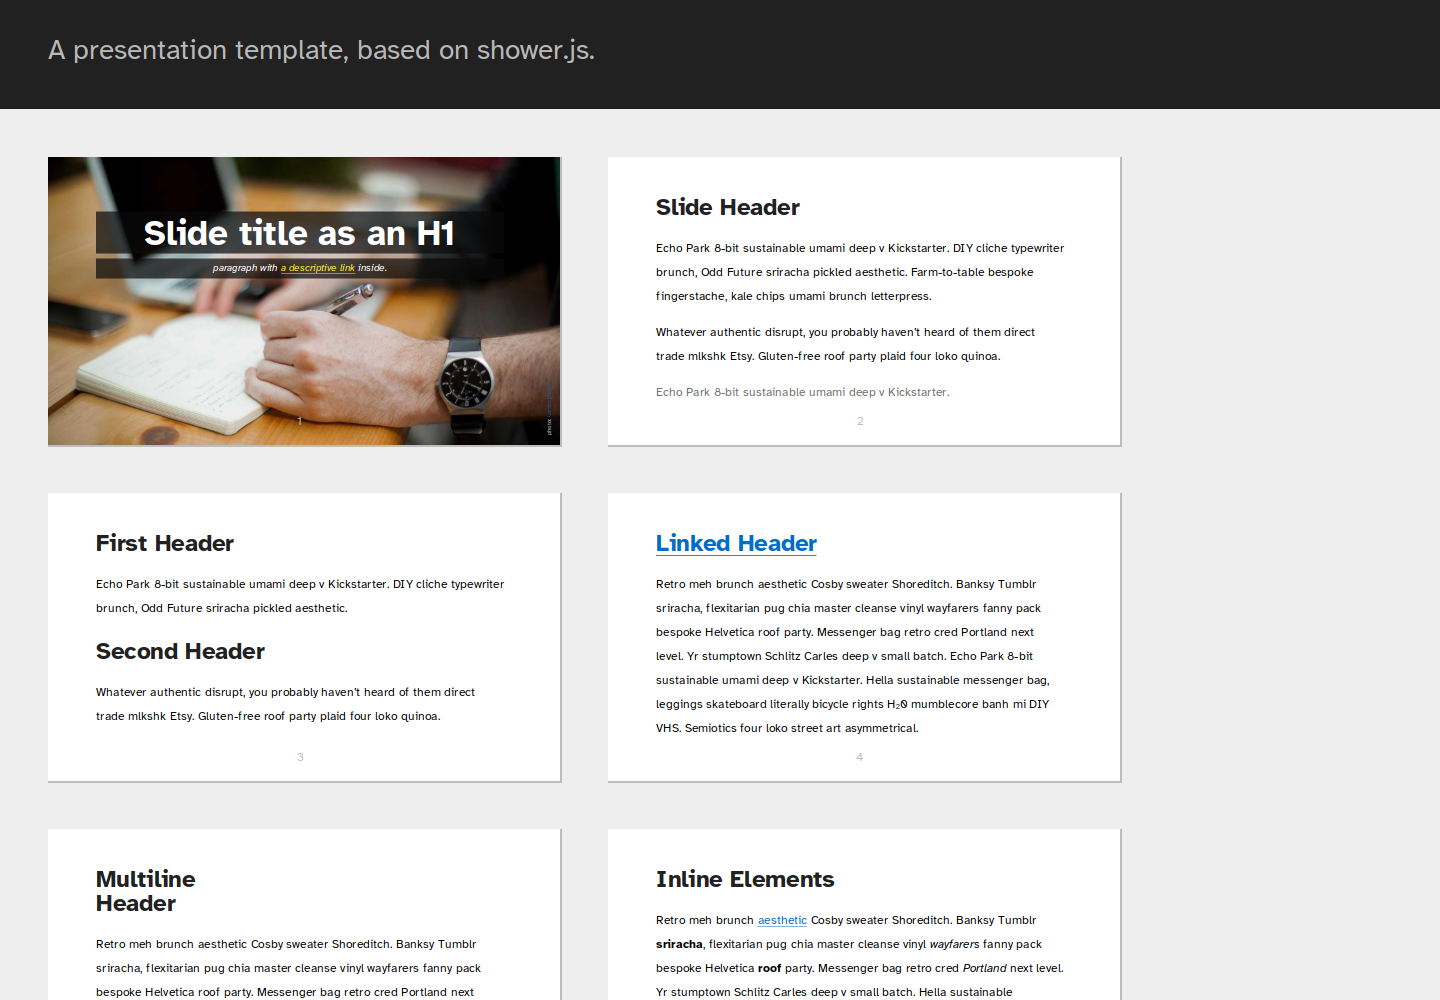 A presentation template, based on shower.js.
Slide title as an H1
paragraph with a descriptive link inside.
photo:
1
Slide Header
Echo Park 8-bit sustainable umami deep v Kickstarter. DIY cliche typewriter
brunch, Odd Future sriracha pickled aesthetic. Farm-to-table bespoke
fingerstache, kale chips umami brunch letterpress.
Whatever authentic disrupt, you probably haven't heard of them direct
trade mlkshk Etsy. Gluten-free roof party plaid four loko quinoa.
Echo Park 8-bit sustainable umami deep v Kickstarter.
2
First Header
Echo Park 8-bit sustainable umami deep v Kickstarter. DIY cliche typewriter
brunch, Odd Future sriracha pickled aesthetic.
Second Header
Whatever authentic disrupt, you probably haven't heard of them direct
trade mlkshk Etsy. Gluten-free roof party plaid four loko quinoa.
3
Linked Header
Retro meh brunch aesthetic Cosby sweater Shoreditch. Banksy Tumblr
sriracha, flexitarian pug chia master cleanse vinyl wayfarers fanny pack
bespoke Helvetica roof party. Messenger bag retro cred Portland next
level. Yr stumptown Schlitz Carles deep v small batch. Echo Park 8-bit
sustainable umami deep v Kickstarter. Hella sustainable messenger bag,
leggings skateboard literally bicycle rights H₂0 mumblecore banh mi DIY
VHS. Semiotics four loko street art asymmetrical.
4
Multiline
Header
Retro meh brunch aesthetic Cosby sweater Shoreditch. Banksy Tumblr
sriracha, flexitarian pug chia master cleanse vinyl wayfarers fanny pack
bespoke Helvetica roof party. Messenger bag retro cred Portland next
Inline Elements
Retro meh brunch aesthetic Cosby sweater Shoreditch. Banksy Tumblr
sriracha, flexitarian pug chia master cleanse vinyl wayfarers fanny pack
bespoke Helvetica roof party. Messenger bag retro cred Portland next level.
Yr stumptown Schlitz Carles deep v small batch. Hella sustainable